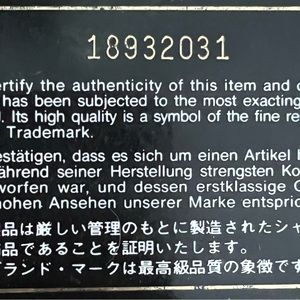 18932031
ertify the authenticity of this item and c
has been subjected to the most exacting
. Its high quality is a symbol of the fine re
Trademark.
estätigen, dass es sich um einen Artikel h
ährend seiner Herstellung strengsten Ko
worfen war, und dessen erstklassige
hohen Ansehen unserer Marke entspric
品は厳しい管理のもとに製造されたシャ
品であることを証明いたします。
ブランド・マークは最高級品質の象徴です